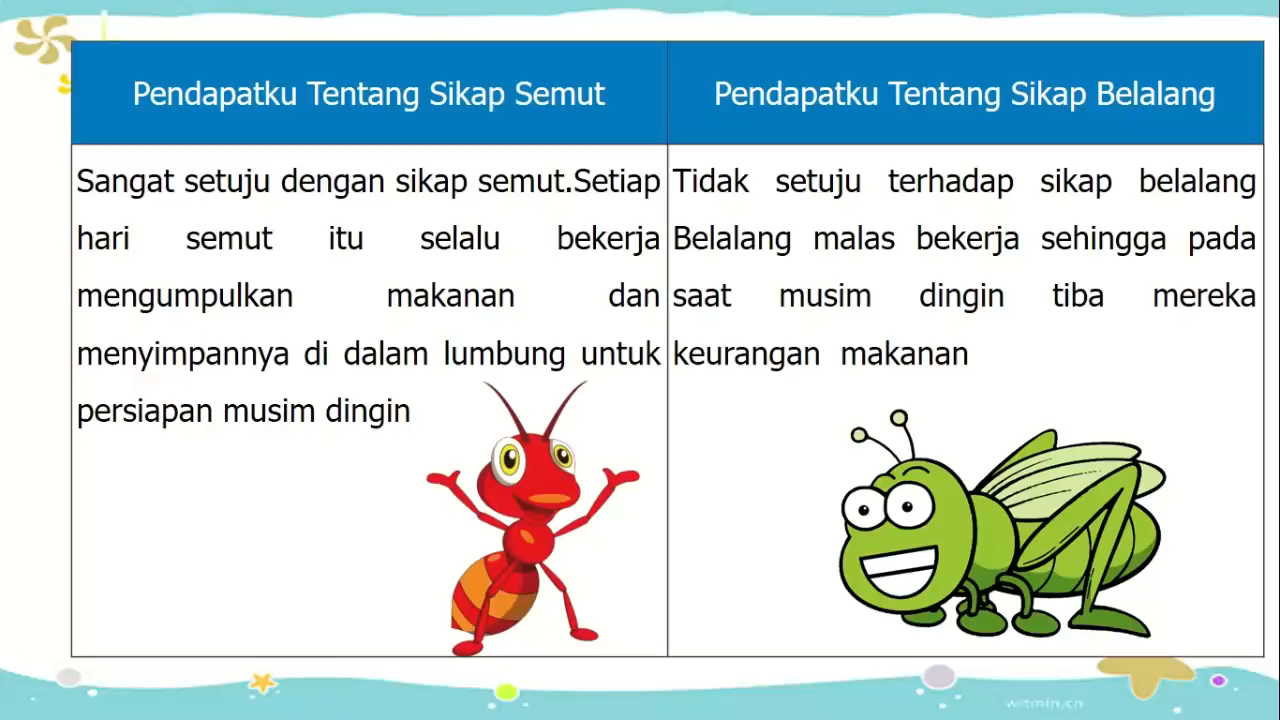 Pendapatku Tentang Sikap Semut
Pendapatku Tentang Sikap Belalang
Sangat setuju dengan sikap semut.Setiap
hari semut itu selalu bekerja
mengumpulkan makanan dan
menyimpannya di dalam lumbung untuk
persiapan musim dingin
Tidak setuju terhadap sikap belalang
Belalang malas bekerja sehingga pada
saat musim dingin tiba mereka
keurangan makanan
witmin.cn